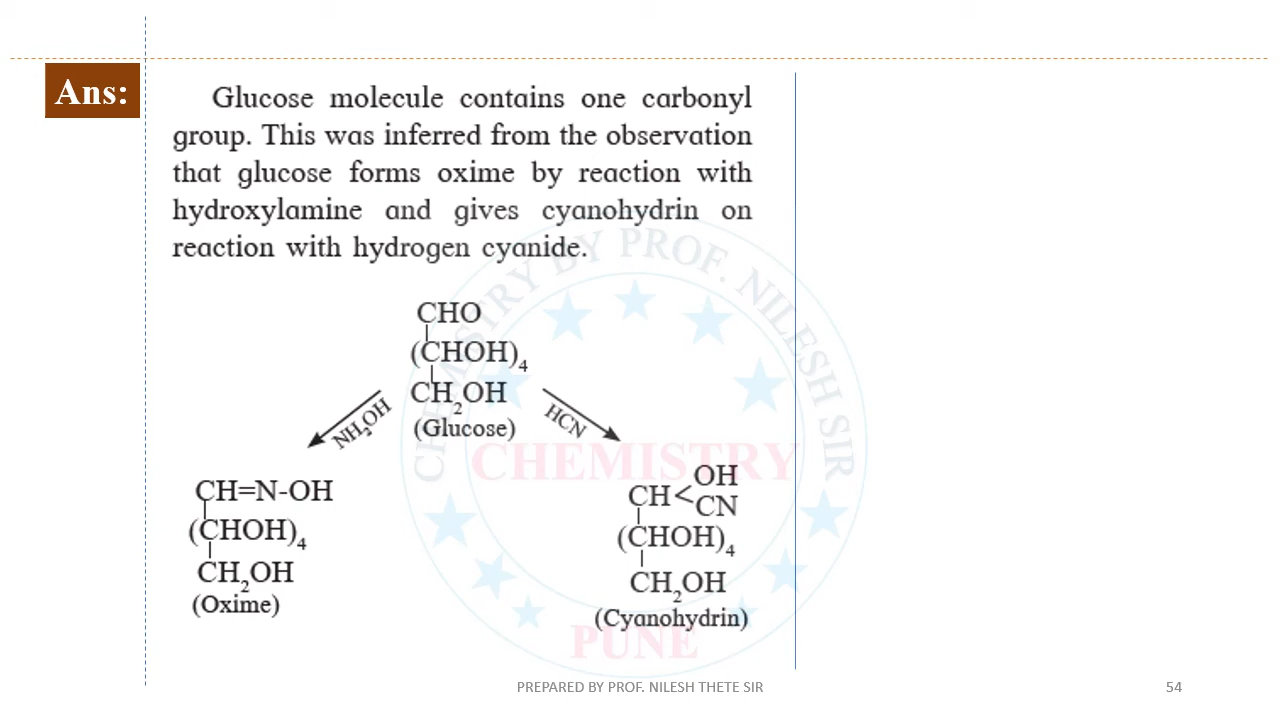 Ans:
Glucose molecule contains one carbonyl
group. This was inferred from the observation
that glucose forms oxime by reaction with
hydroxylamine and gives cyanohydrin on
reaction with hydrogen cyanide.
CHO
(CHOH)4
CH2OH
(Glucose)
NH2OH
HCN
CH=N-OH
(CHOH)4
CH2OH
(Oxime)
OH
CH<CN
(CHOH)4
CH2OH
(Cyanohydrin)
CHEMISTRY BY PROF. NILESH SIR
CHEMISTRY
PUNE
PREPARED BY PROF. NILESH THETE SIR
54